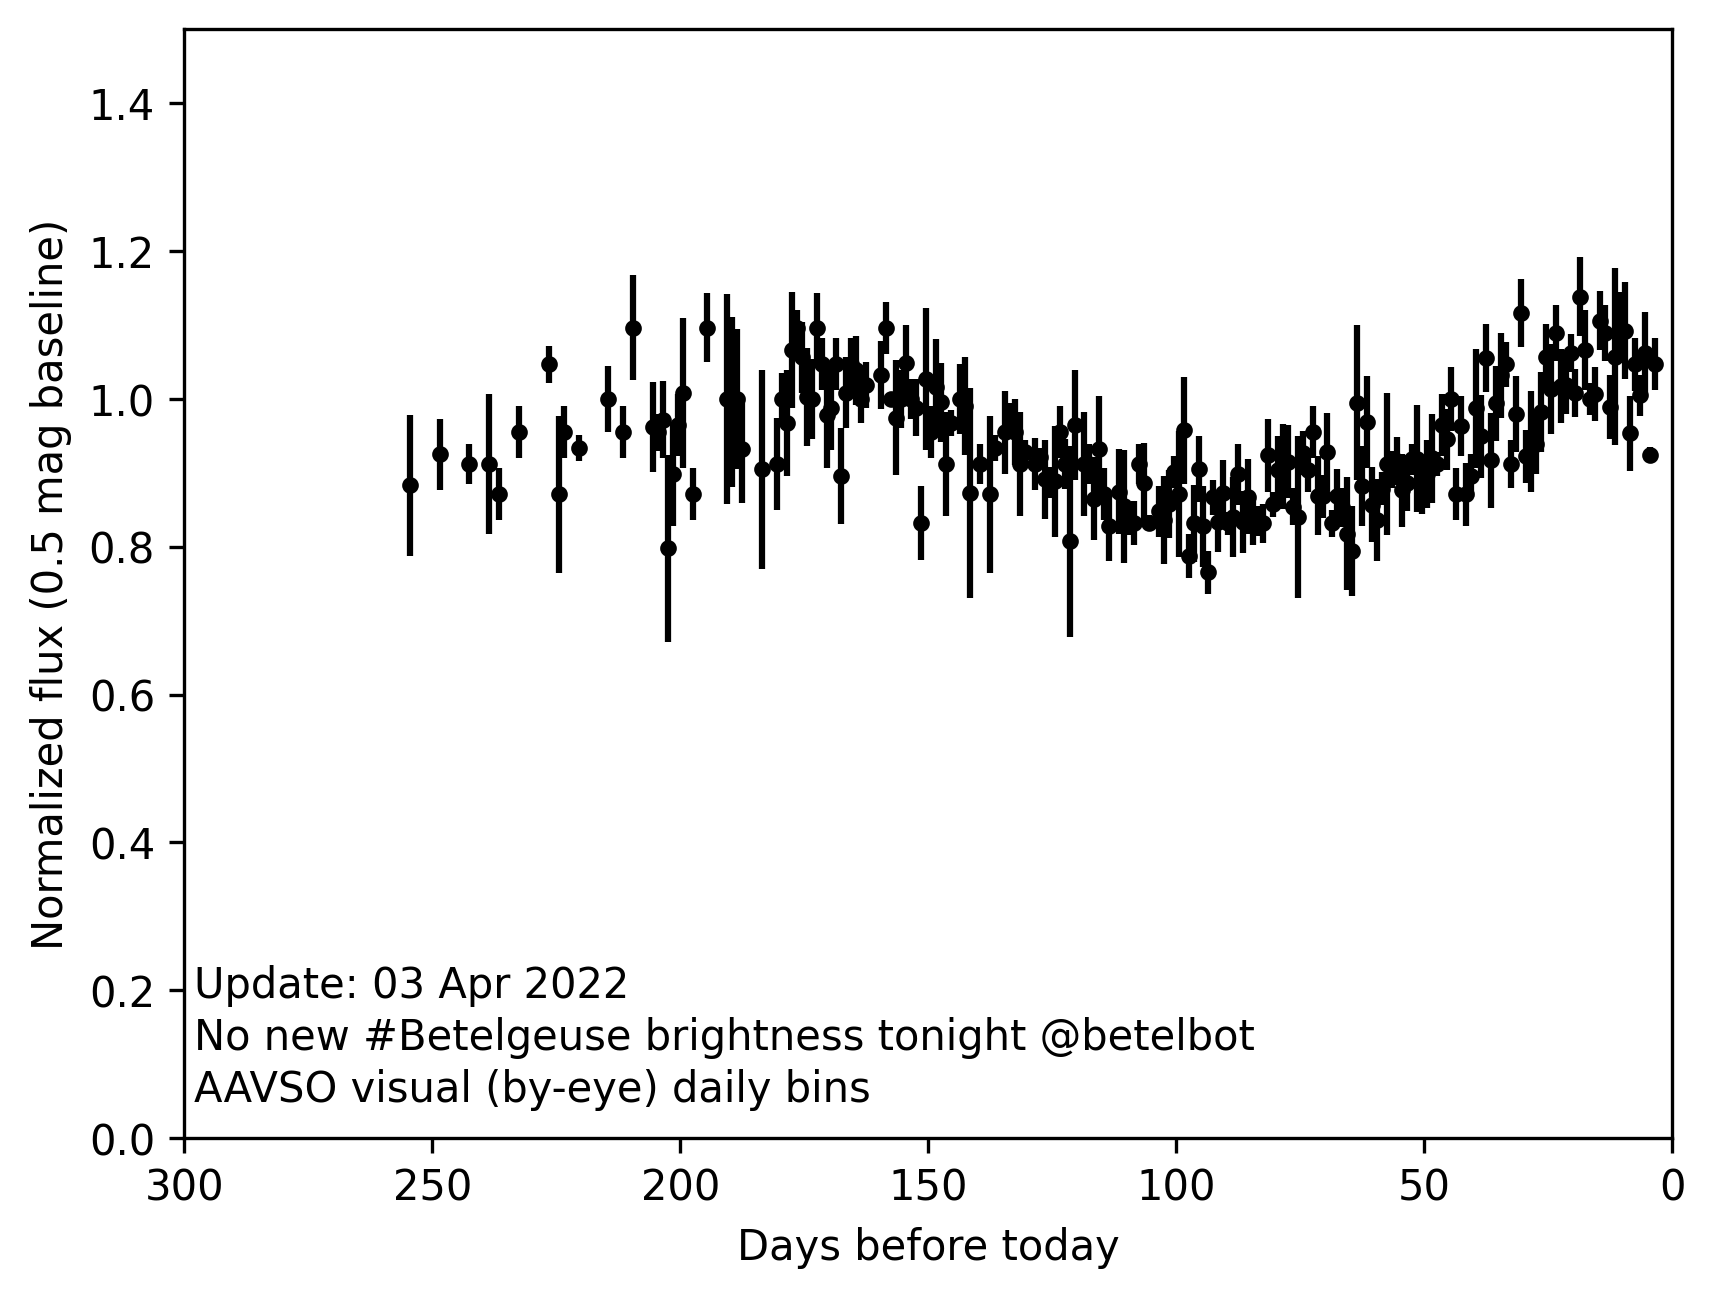 1.4
1.2
1.0
0.8
0.6
0.4
0.2
0.0
Normalized flux (0.5 mag baseline)
Update: 03 Apr 2022
No new #Betelgeuse brightness tonight @betelbot
AAVSO visual (by-eye) daily bins
300 250 200 150 100 50 0
Days before today